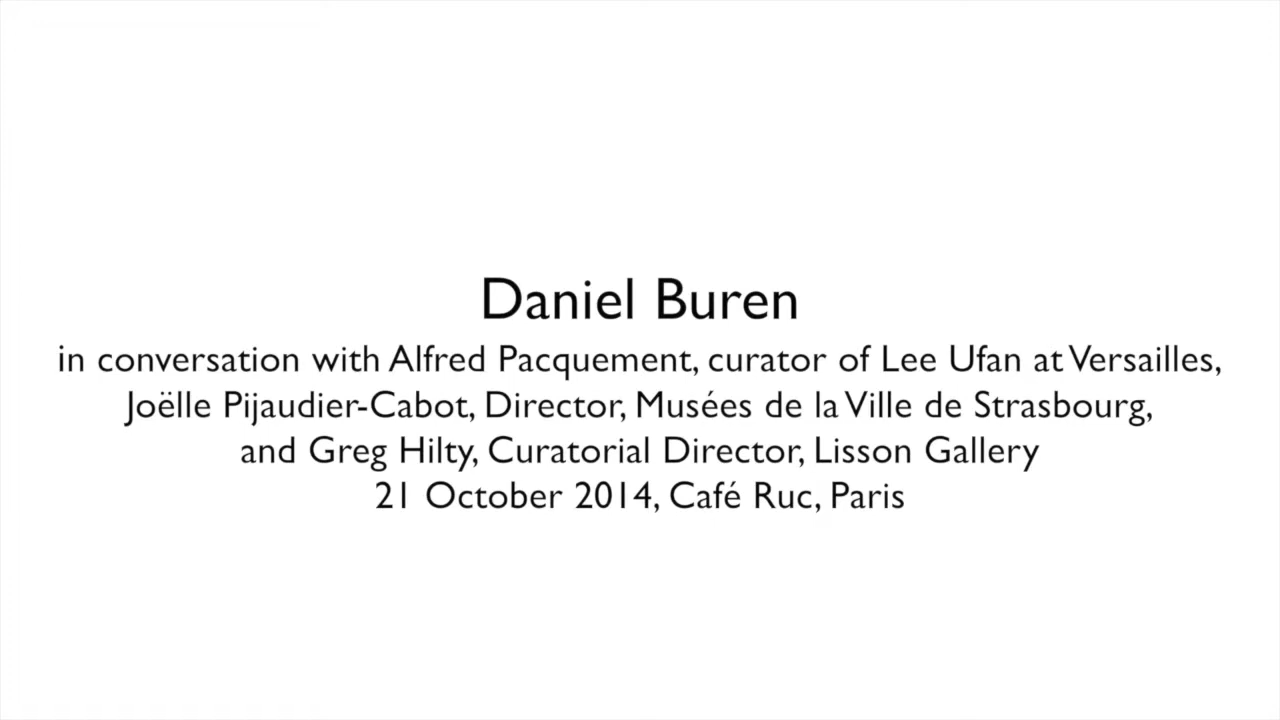 Daniel Buren
in conversation with Alfred Pacquement, curator of Lee Ufan at Versailles,
Joëlle Pijaudier-Cabot, Director, Musées de la Ville de Strasbourg,
and Greg Hilty, Curatorial Director, Lisson Gallery
21 October 2014, Café Ruc, Paris